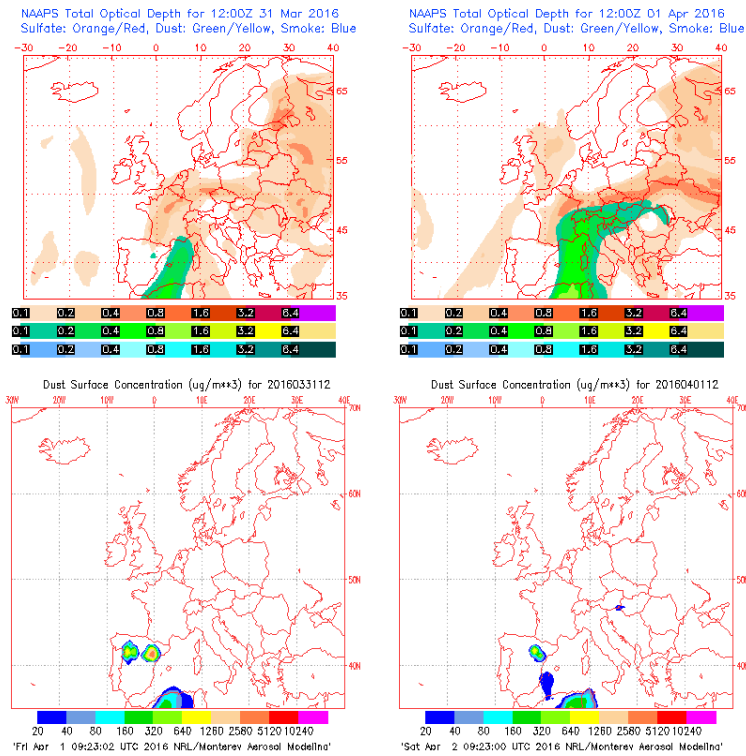 NAAPS Total Optical Depth for 12:00Z 31 Mar 2016
Sulfate: Orange/Red, Dust: Green/Yellow, Smoke: Blue
-30 -20 -10 0 10 20 30 40
65
55
45
35
0.1 0.2 0.4 0.8 1.6 3.2 6.4
0.1 0.2 0.4 0.8 1.6 3.2 6.4
0.1 0.2 0.4 0.8 1.6 3.2 6.4
NAAPS Total Optical Depth for 12:00Z 01 Apr 2016
Sulfate: Orange/Red, Dust: Green/Yellow, Smoke: Blue
-30 -20 -10 0 10 20 30 40
65
55
45
35
0.1 0.2 0.4 0.8 1.6 3.2 6.4
0.1 0.2 0.4 0.8 1.6 3.2 6.4
0.1 0.2 0.4 0.8 1.6 3.2 6.4
Dust Surface Concentration (ug/m**3) for 2016033112
30W 20W 10W 0 10E 20E 30E 40E
70N
60N
50N
40N
20 40 80 160 320 640 1280 2580 5120 10240
'Fri Apr 1 09:23:02 UTC 2016 NRL/Monterey Aerosol Modeling'
Dust Surface Concentration (ug/m**3) for 2016040112
30W 20W 10W 0 10E 20E 30E 40E
70N
60N
50N
40N
20 40 80 160 320 640 1280 2580 5120 10240
'Sat Apr 2 09:23:00 UTC 2016 NRL/Monterey Aerosol Modeling'